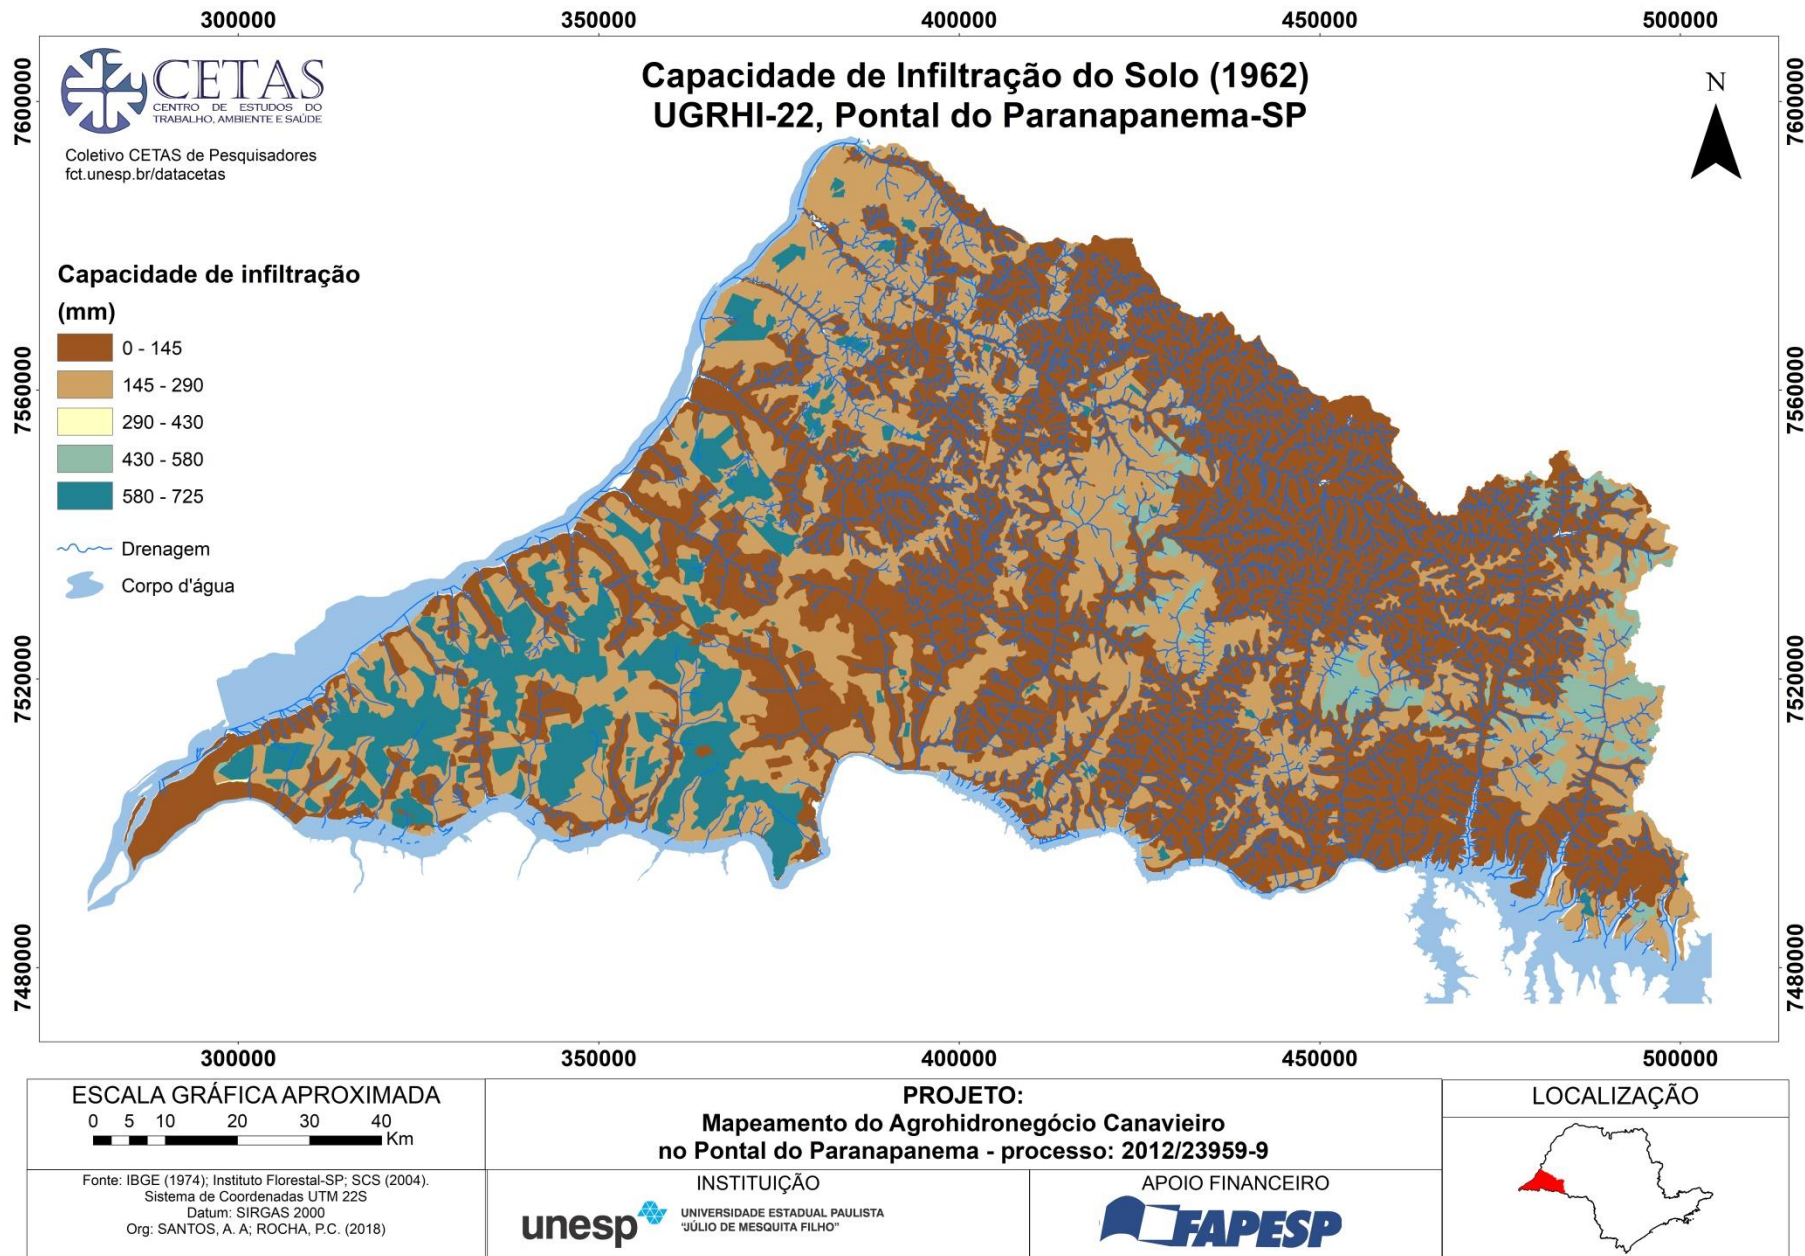 300000
350000
400000
450000
500000
7600000
7560000
7520000
7480000
CETAS
CENTRO DE ESTUDOS DO
TRABALHO, AMBIENTE E SAÚDE
Coletivo CETAS de Pesquisadores
fct.unesp.br/datacetas
Capacidade de Infiltração do Solo (1962)
UGRHI-22, Pontal do Paranapanema-SP
N
Capacidade de infiltração
(mm)
0 - 145
145 - 290
290 - 430
430 - 580
580 - 725
Drenagem
Corpo d'água
7600000
7560000
7520000
7480000
300000
350000
400000
450000
500000
ESCALA GRÁFICA APROXIMADA
0 5 10 20 30 40
Km
Fonte: IBGE (1974); Instituto Florestal-SP; SCS (2004).
Sistema de Coordenadas UTM 22S
Datum: SIRGAS 2000
Org: SANTOS, A. A; ROCHA, P.C. (2018)
PROJETO:
Mapeamento do Agrohidronegócio Canavieiro
no Pontal do Paranapanema - processo: 2012/23959-9
INSTITUIÇÃO
unesp
UNIVERSIDADE ESTADUAL PAULISTA
"JÚLIO DE MESQUITA FILHO"
APOIO FINANCEIRO
FAPESP
LOCALIZAÇÃO